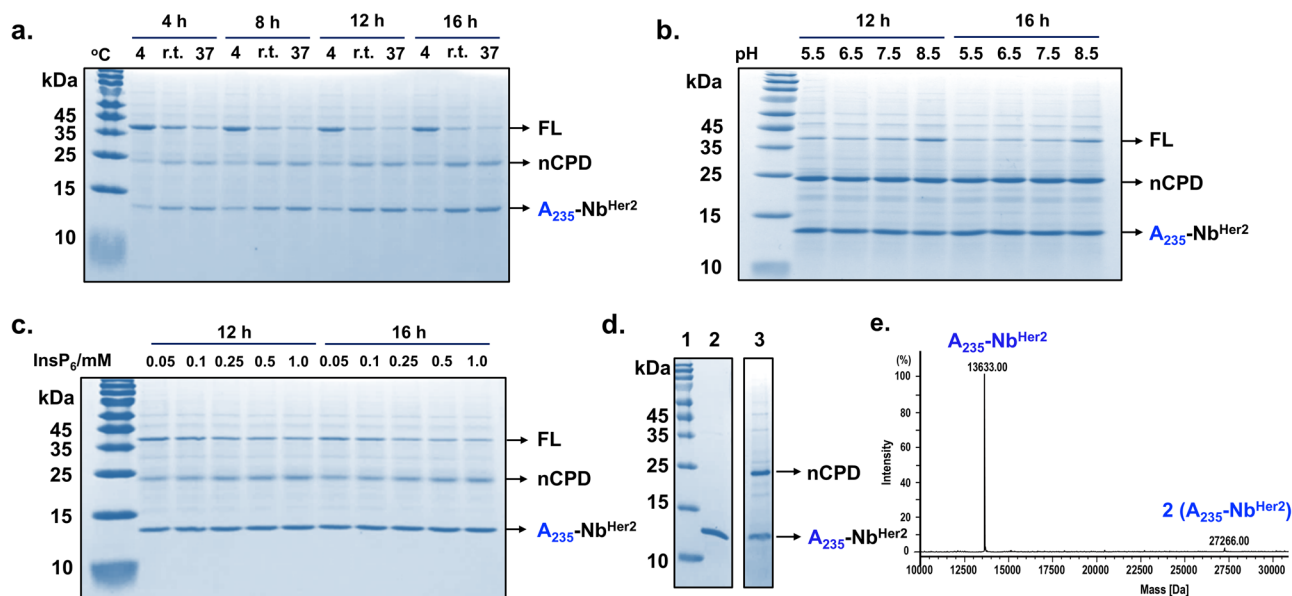 a.
4 h 8 h 12 h 16 h
°C 4 r.t. 37 4 r.t. 37 4 r.t. 37 4 r.t. 37
kDa
45
35
25
15
10
FL
nCPD
A235-NbHer2
b.
12 h 16 h
pH 5.5 6.5 7.5 8.5 5.5 6.5 7.5 8.5
kDa
45
35
25
15
10
FL
nCPD
A235-NbHer2
c.
12 h 16 h
InsP6/mM 0.05 0.1 0.25 0.5 1.0 0.05 0.1 0.25 0.5 1.0
kDa
45
35
25
15
10
FL
nCPD
A235-NbHer2
d.
1 2 3
kDa
45
35
25
15
10
nCPD
A235-NbHer2
e.
A235-NbHer2
(%)
13633.00
100
80
60
40
20
0
Intensity
2 (A235-NbHer2)
27266.00
10000 12500 15000 17500 20000 22500 25000 27500 30000
Mass [Da]